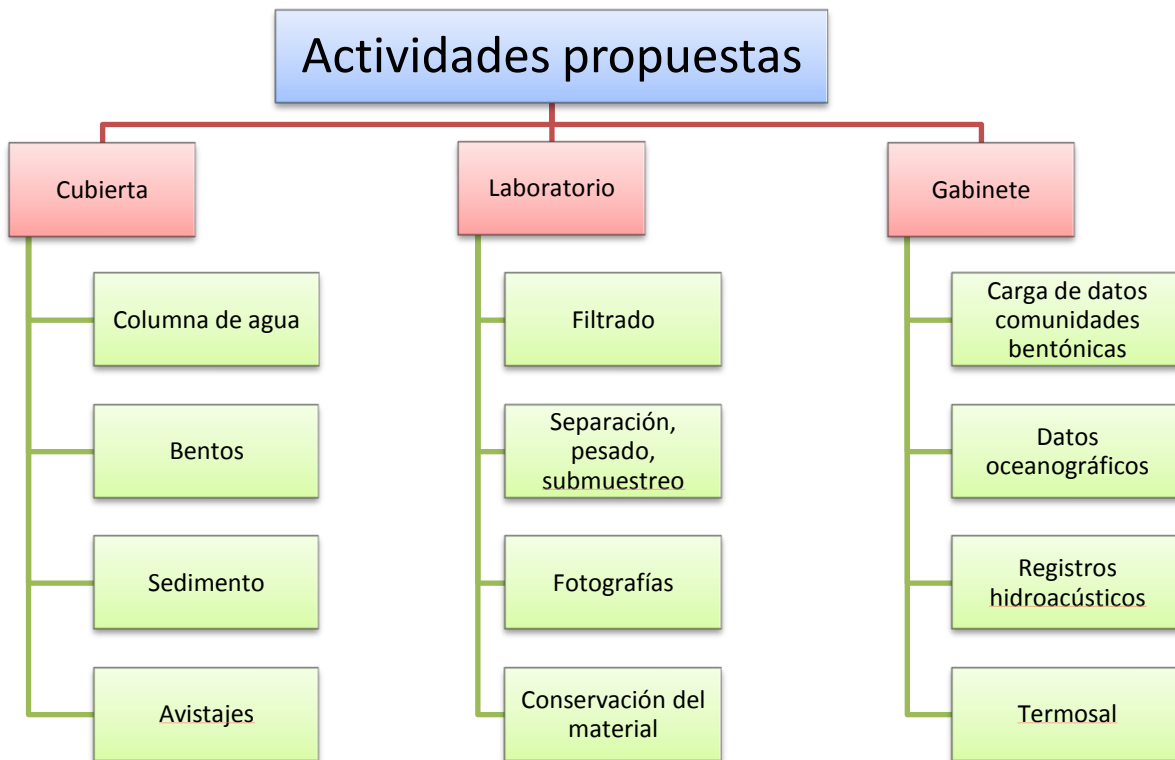 Actividades propuestas
Cubierta
Columna de agua
Bentos
Sedimento
Avistajes
Laboratorio
Filtrado
Separación,
pesado,
submuestreo
Fotografías
Conservación del
material
Gabinete
Carga de datos
comunidades
bentónicas
Datos
oceanográficos
Registros
hidroacústicos
Termosal